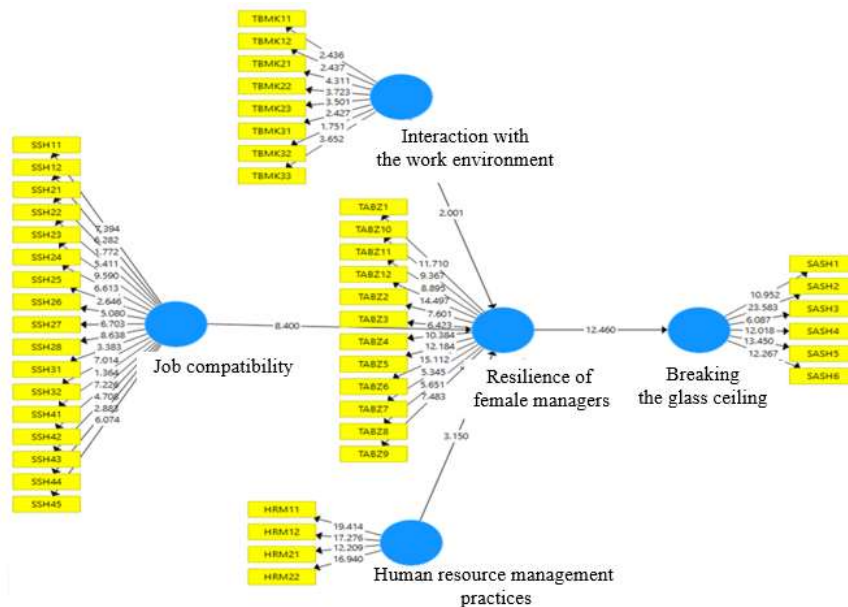 TBMK11
TBMK12
TBMK21
TBMK22
TBMK23
TBMK31
TBMK32
TBMK33
2.436
2.437
4.311
3.723
3.501
2.427
1.751
3.652
Interaction with
the work environment
2.001
SSH11
SSH12
SSH21
SSH22
SSH23
SSH24
SSH25
SSH26
SSH27
SSH28
SSH31
SSH32
SSH41
SSH42
SSH43
SSH44
SSH45
7.394
6.282
1.772
5.411
9.590
6.613
2.646
5.080
6.703
8.638
3.383
7.014
1.364
7.226
4.708
2.885
6.074
Job compatibility
8.400
TABZ1
TABZ10
TABZ11
TABZ12
TABZ2
TABZ3
TABZ4
TABZ5
TABZ6
TABZ7
TABZ8
TABZ9
11.710
9.367
8.895
14.497
7.601
6.423
10.384
12.184
15.112
5.345
5.651
7.483
Resilience of
female managers
12.460
Breaking
the glass ceiling
10.952
23.583
6.087
12.018
13.450
12.267
SASH1
SASH2
SASH3
SASH4
SASH5
SASH6
3.150
HRM11
HRM12
HRM21
HRM22
19.414
17.276
12.209
16.940
Human resource management
practices